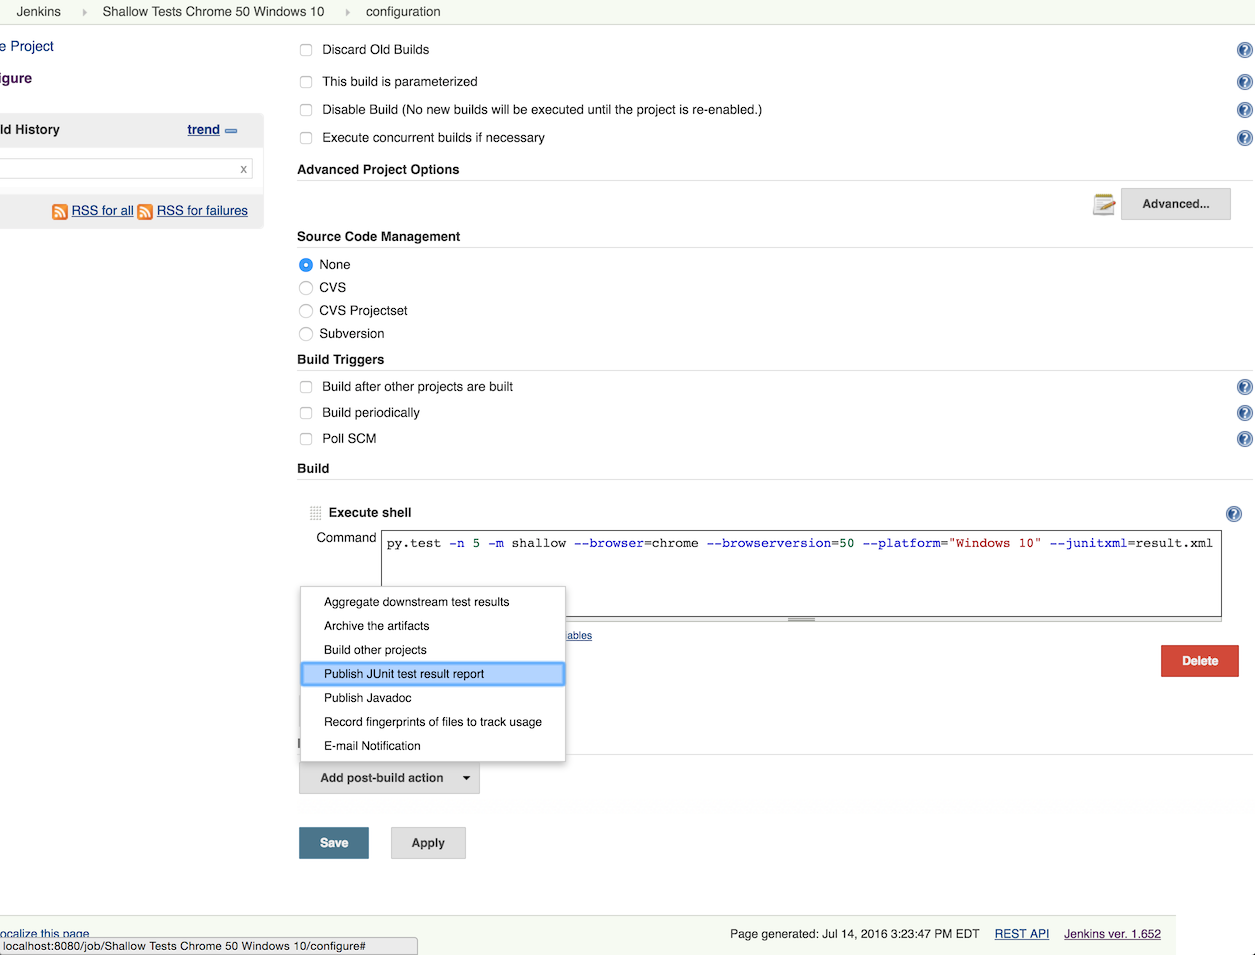 Jenkins Shallow Tests Chrome 50 Windows 10 configuration
e Project
igure
ld History trend
x
RSS for all RSS for failures
Discard Old Builds
This build is parameterized
Disable Build (No new builds will be executed until the project is re-enabled.)
Execute concurrent builds if necessary
Advanced Project Options
Advanced...
Source Code Management
None
CVS
CVS Projectset
Subversion
Build Triggers
Build after other projects are built
Build periodically
Poll SCM
Build
Execute shell
Command
py.test -n 5 -m shallow --browser=chrome --browserversion=50 --platform="Windows 10" --junitxml=result.xml
ables
Delete
Aggregate downstream test results
Archive the artifacts
Build other projects
Publish JUnit test result report
Publish Javadoc
Record fingerprints of files to track usage
E-mail Notification
Add post-build action
Save Apply
ocalize this page
localhost:8080/job/Shallow Tests Chrome 50 Windows 10/configure#
Page generated: Jul 14, 2016 3:23:47 PM EDT REST API Jenkins ver. 1.652